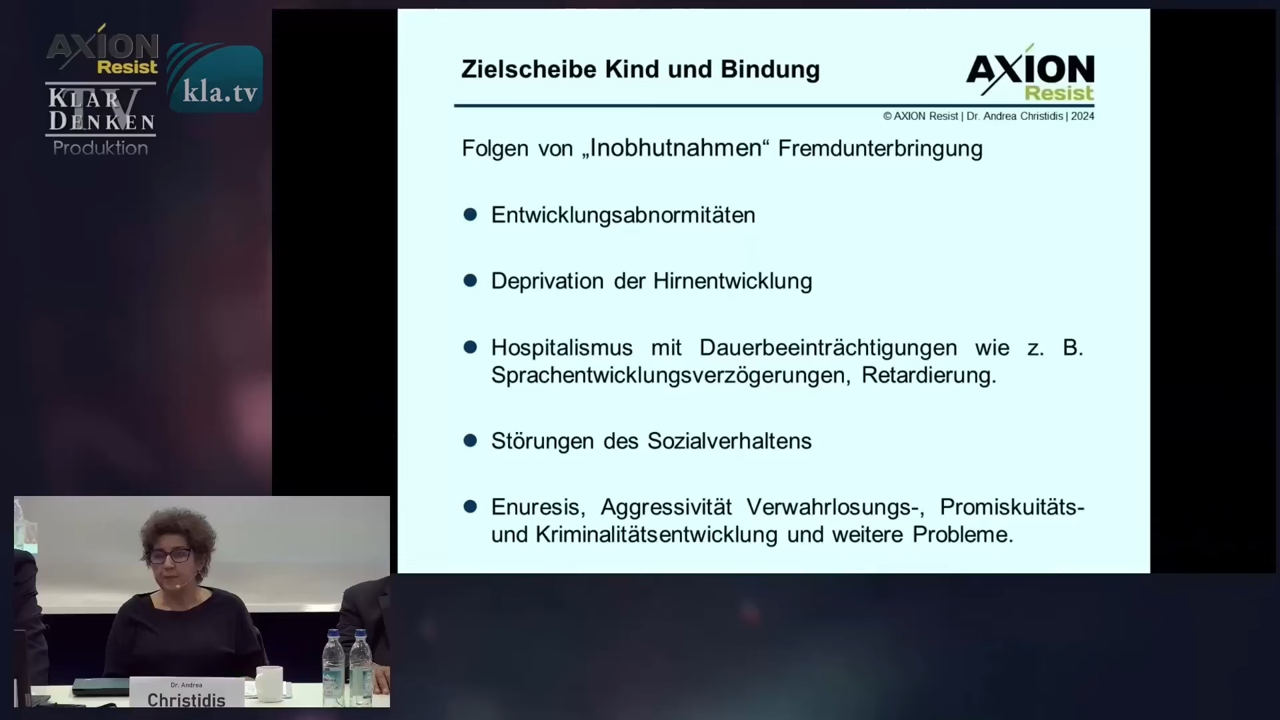 AXION
Resist
kla.tv
KLAR
TV
DENKEN
Produktion
Zielscheibe Kind und Bindung
AXION
Resist
© AXION Resist | Dr. Andrea Christidis | 2024
Folgen von „Inobhutnahmen“ Fremdunterbringung
● Entwicklungsabnormitäten
● Deprivation der Hirnentwicklung
● Hospitalismus mit Dauerbeeinträchtigungen wie z. B.
Sprachentwicklungsverzögerungen, Retardierung.
● Störungen des Sozialverhaltens
● Enuresis, Aggressivität Verwahrlosungs-, Promiskuitäts-
und Kriminalitätsentwicklung und weitere Probleme.
Dr. Andrea
Christidis